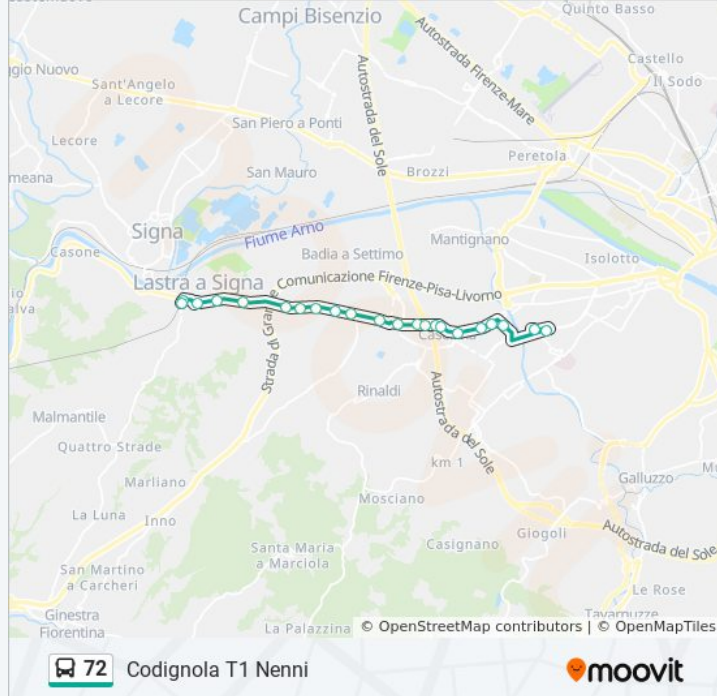 Campi Bisenzio
Quinto Basso
ggio Nuovo
Sant'Angelo
a Lecore
Autostrada Firenze-Mare
Castello
Il Sodo
Autostrada del Sole
San Piero a Ponti
Lecore
Peretola
meana
San Mauro
Brozzi
Signa
Fiume Arno
Mantignano
Casone
Badia a Settimo
Isolotto
Lastra a Signa
Comunicazione Firenze-Pisa-Livorno
alva
Strada di Grande
Rinaldi
Autostrada del Sole
Malmantile
Quattro Strade
km 1
Marliano
Galluzzo
Mosciano
La Luna
Inno
Giogoli
Autostrada del Sole
Santa Maria
a Marciola
Casignano
San Martino
a Carcheri
Le Rose
Ginestra
Fiorentina
Tavarnuzze
La Palazzina
© OpenStreetMap contributors | © OpenMapTiles
72 Codignola T1 Nenni
moovit